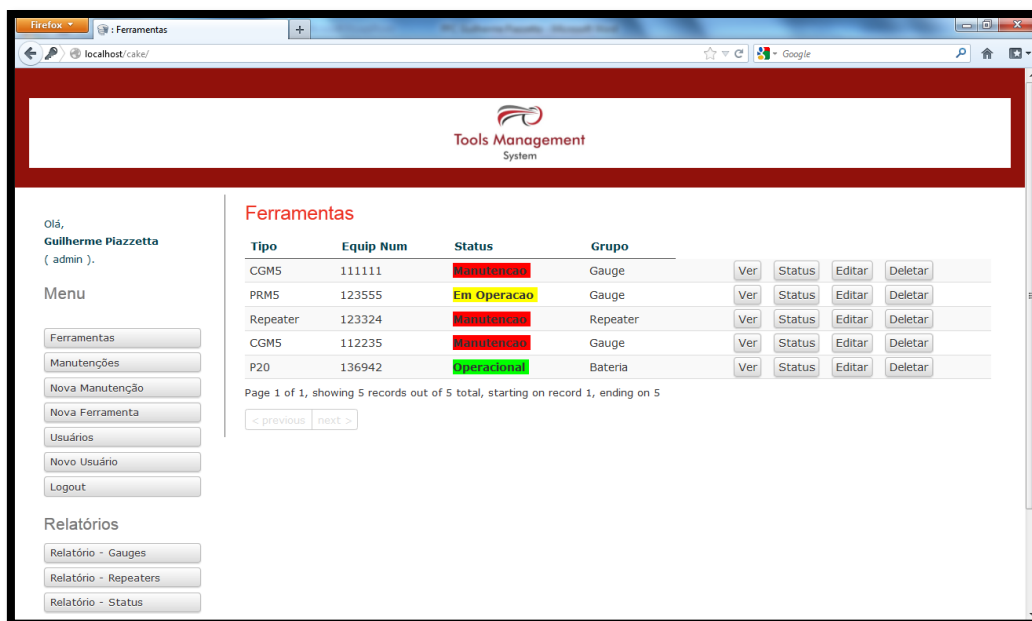 Firefox
: Ferramentas
localhost/cake/
Google
Tools Management
System
Olá,
Guilherme Piazzetta
( admin ).
Menu
Ferramentas
Manutenções
Nova Manutenção
Nova Ferramenta
Usuários
Novo Usuário
Logout
Relatórios
Relatório - Gauges
Relatório - Repeaters
Relatório - Status
Ferramentas
Tipo Equip Num Status Grupo
CGM5 111111 Manutencao Gauge Ver Status Editar Deletar
PRM5 123555 Em Operacao Gauge Ver Status Editar Deletar
Repeater 123324 Manutencao Repeater Ver Status Editar Deletar
CGM5 112235 Manutencao Gauge Ver Status Editar Deletar
P20 136942 Operacional Bateria Ver Status Editar Deletar
Page 1 of 1, showing 5 records out of 5 total, starting on record 1, ending on 5
< previous next >